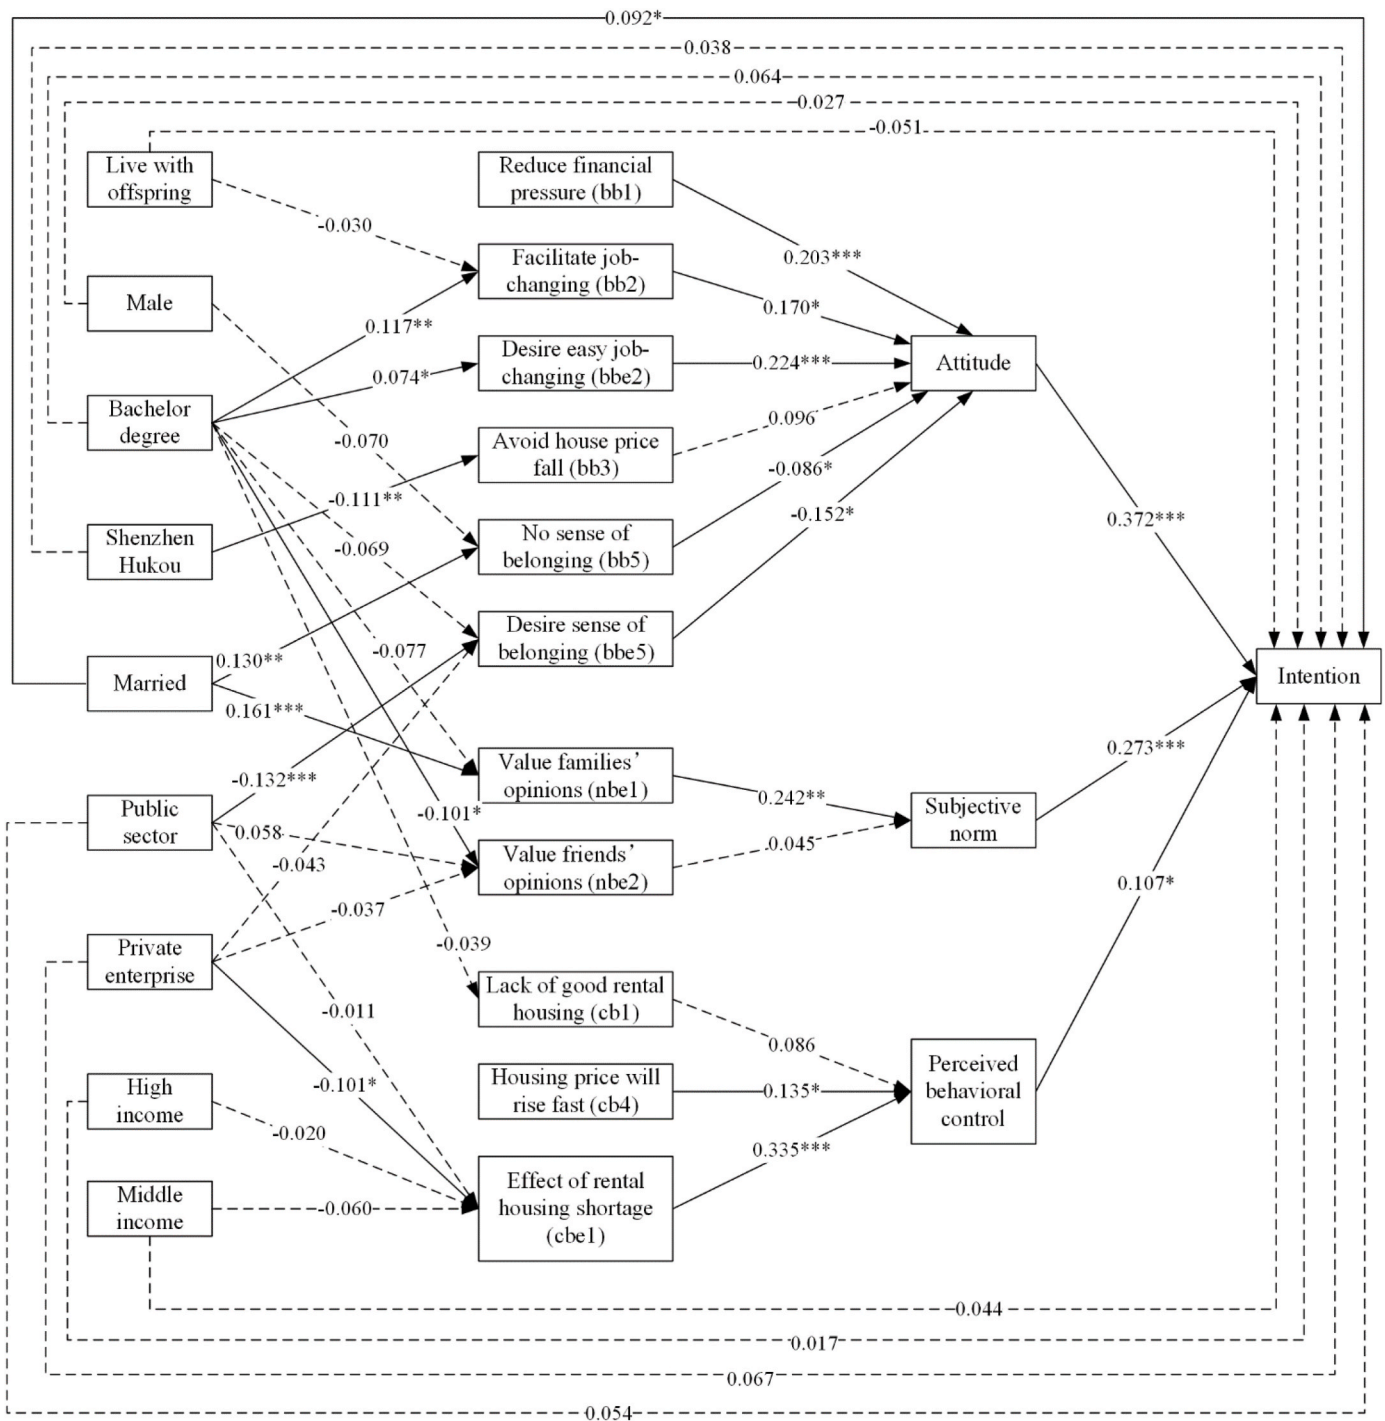 0.092*
0.038
0.064
0.027
-0.051
Live with
offspring
Reduce financial
pressure (bb1)
-0.030
0.203***
Facilitate job-
changing (bb2)
Male
0.170*
0.117**
Desire easy job-
changing (bbe2)
0.224***
Attitude
0.074*
Bachelor
degree
0.096
-0.070
Avoid house price
fall (bb3)
-0.086*
-0.111**
-0.152*
0.372***
Shenzhen
Hukou
-0.069
No sense of
belonging (bb5)
Desire sense of
belonging (bbe5)
-0.077
0.130**
Married
Intention
0.161***
0.273***
Value families’
opinions (nbe1)
-0.132***
0.242**
Public
sector
-0.101*
Subjective
norm
0.058
0.045
-0.043
Value friends’
opinions (nbe2)
0.107*
-0.037
-0.039
Private
enterprise
Lack of good rental
housing (cb1)
-0.011
0.086
Perceived
behavioral
control
High
income
-0.101*
Housing price will
rise fast (cb4)
0.135*
-0.020
0.335***
Middle
income
-0.060
Effect of rental
housing shortage
(cbe1)
0.044
0.017
0.067
0.054